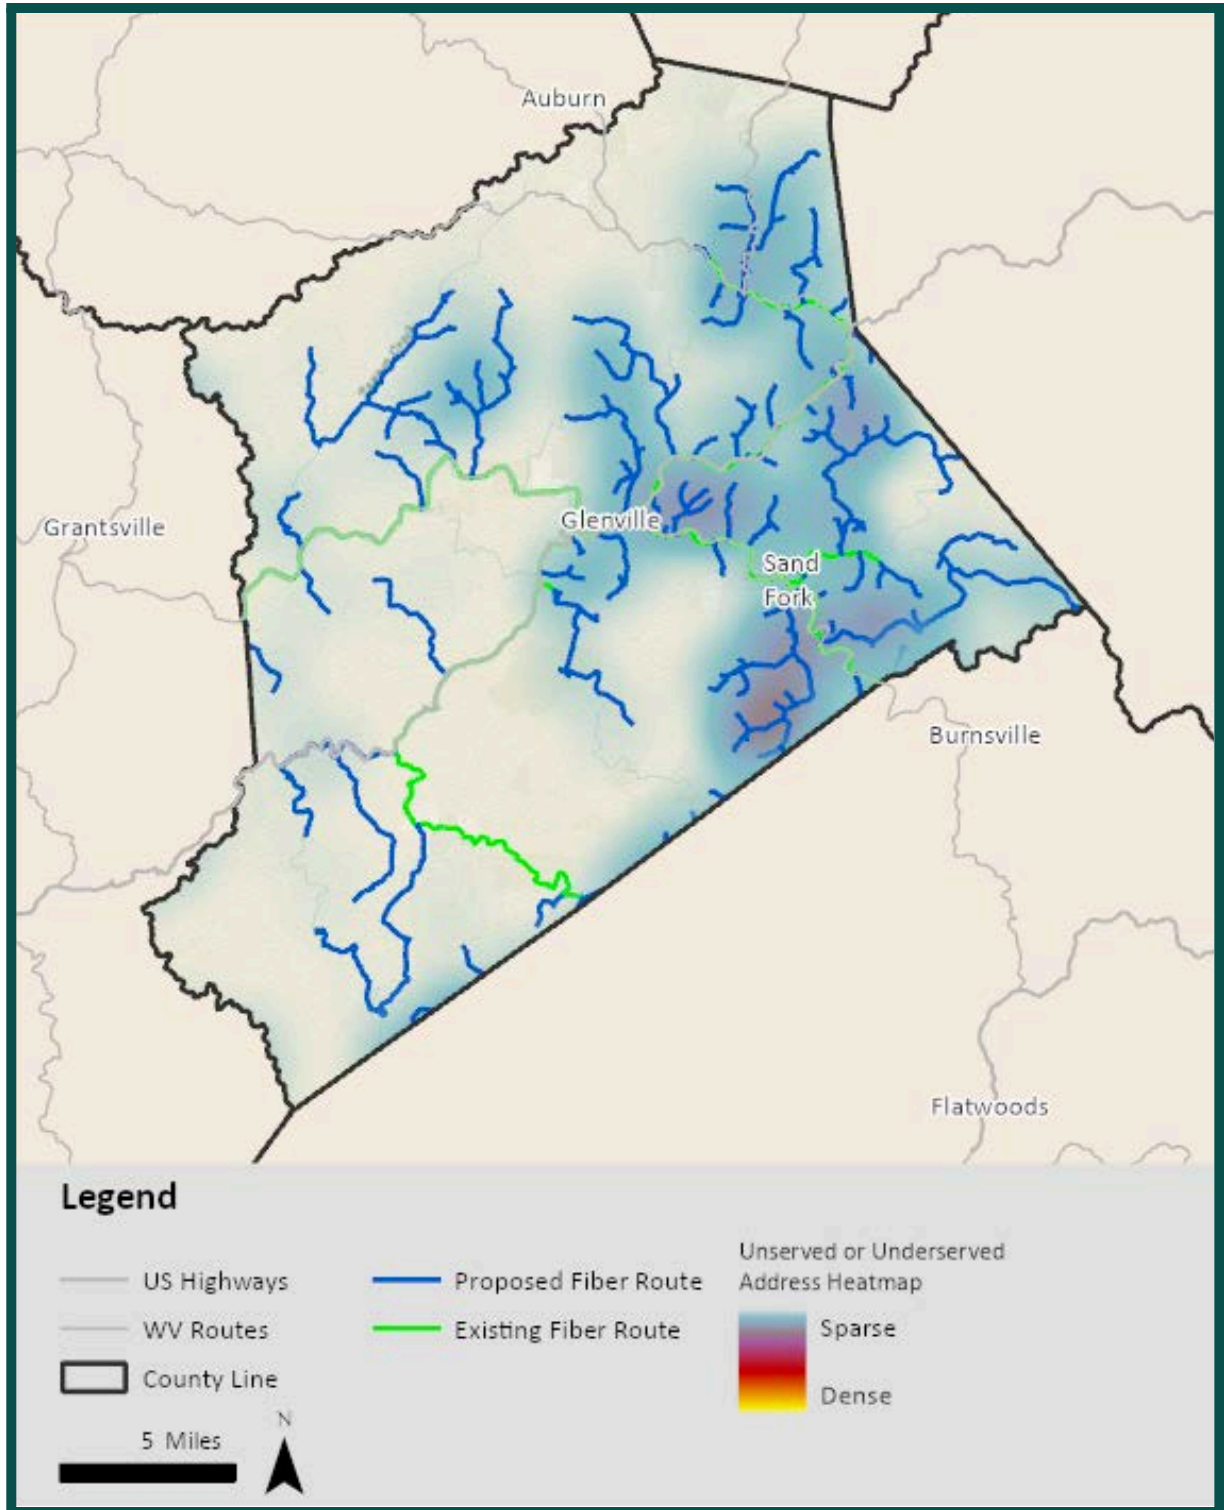 Auburn
Grantsville
Glenville
Sand
Fork
Burnsville
Flatwoods
Legend
US Highways
WV Routes
County Line
5 Miles
N
Proposed Fiber Route
Existing Fiber Route
Unserved or Underserved
Address Heatmap
Sparse
Dense